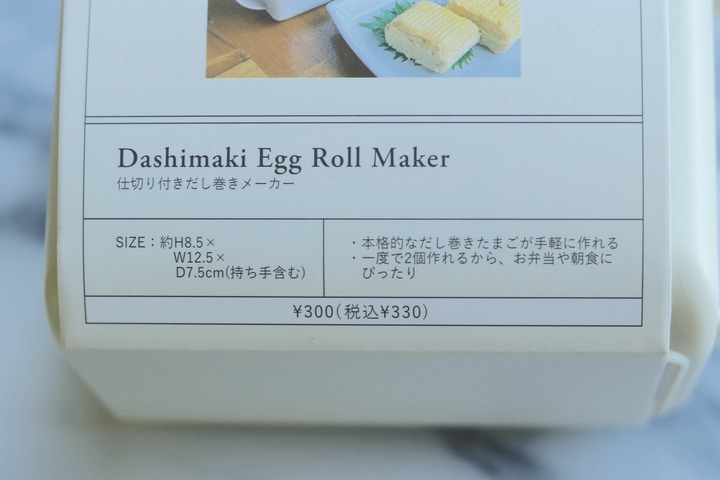 Dashimaki Egg Roll Maker
仕切り付きだし巻きメーカー
SIZE：約H8.5×
W12.5×
D7.5cm(持ち手含む)
・本格的なだし巻きたまごが手軽に作れる
・一度で2個作れるから、お弁当や朝食に
ぴったり
¥300(税込¥330)